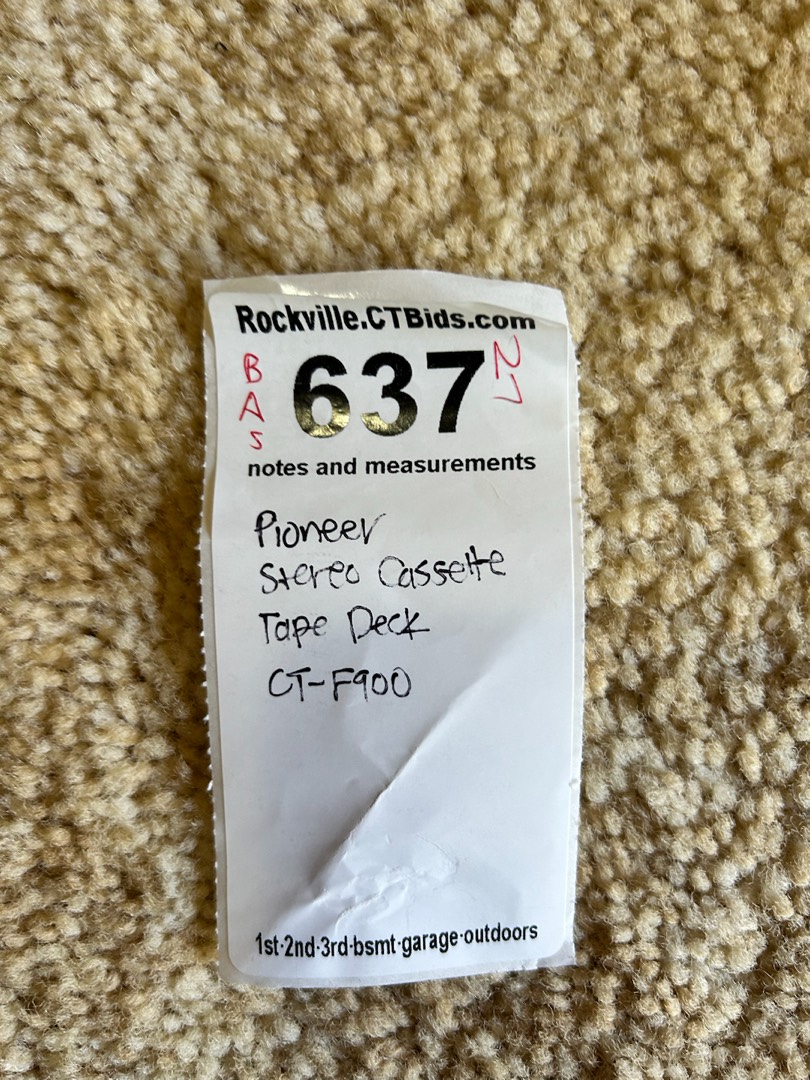 Rockville.CTBids.com
BAS 637 NJ
notes and measurements
Pioneer
Stereo Cassette
Tape Deck
CT-F900
1st·2nd·3rd·bsmt·garage·outdoors